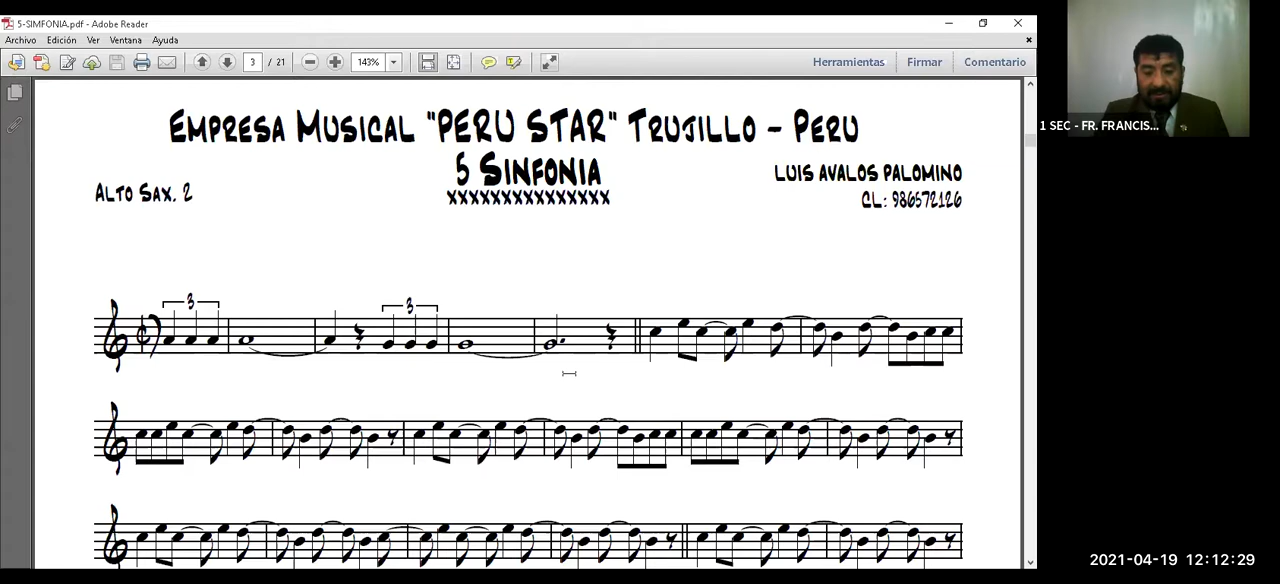 5-SIMFONIA.pdf - Adobe Reader
Archivo Edición Ver Ventana Ayuda
3 / 21
143%
Herramientas Firmar Comentario
EMPRESA MUSICAL "PERU STAR" TRUJILLO - PERU
5 SINFONIA
XXXXXXXXXXXXXXX
LUIS AVALOS PALOMINO
CL: 986572126
ALTO SAX. 2
3 3
1 SEC - FR. FRANCIS...
2021-04-19 12:12:29